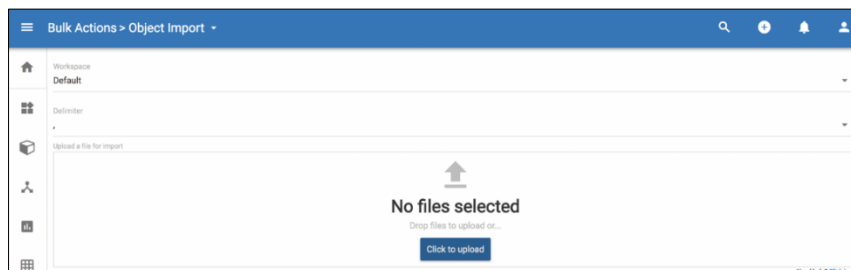 Bulk Actions > Object Import
Workspace
Default
Delimiter
,
Upload a file for import
No files selected
Drop files to upload or...
Click to upload